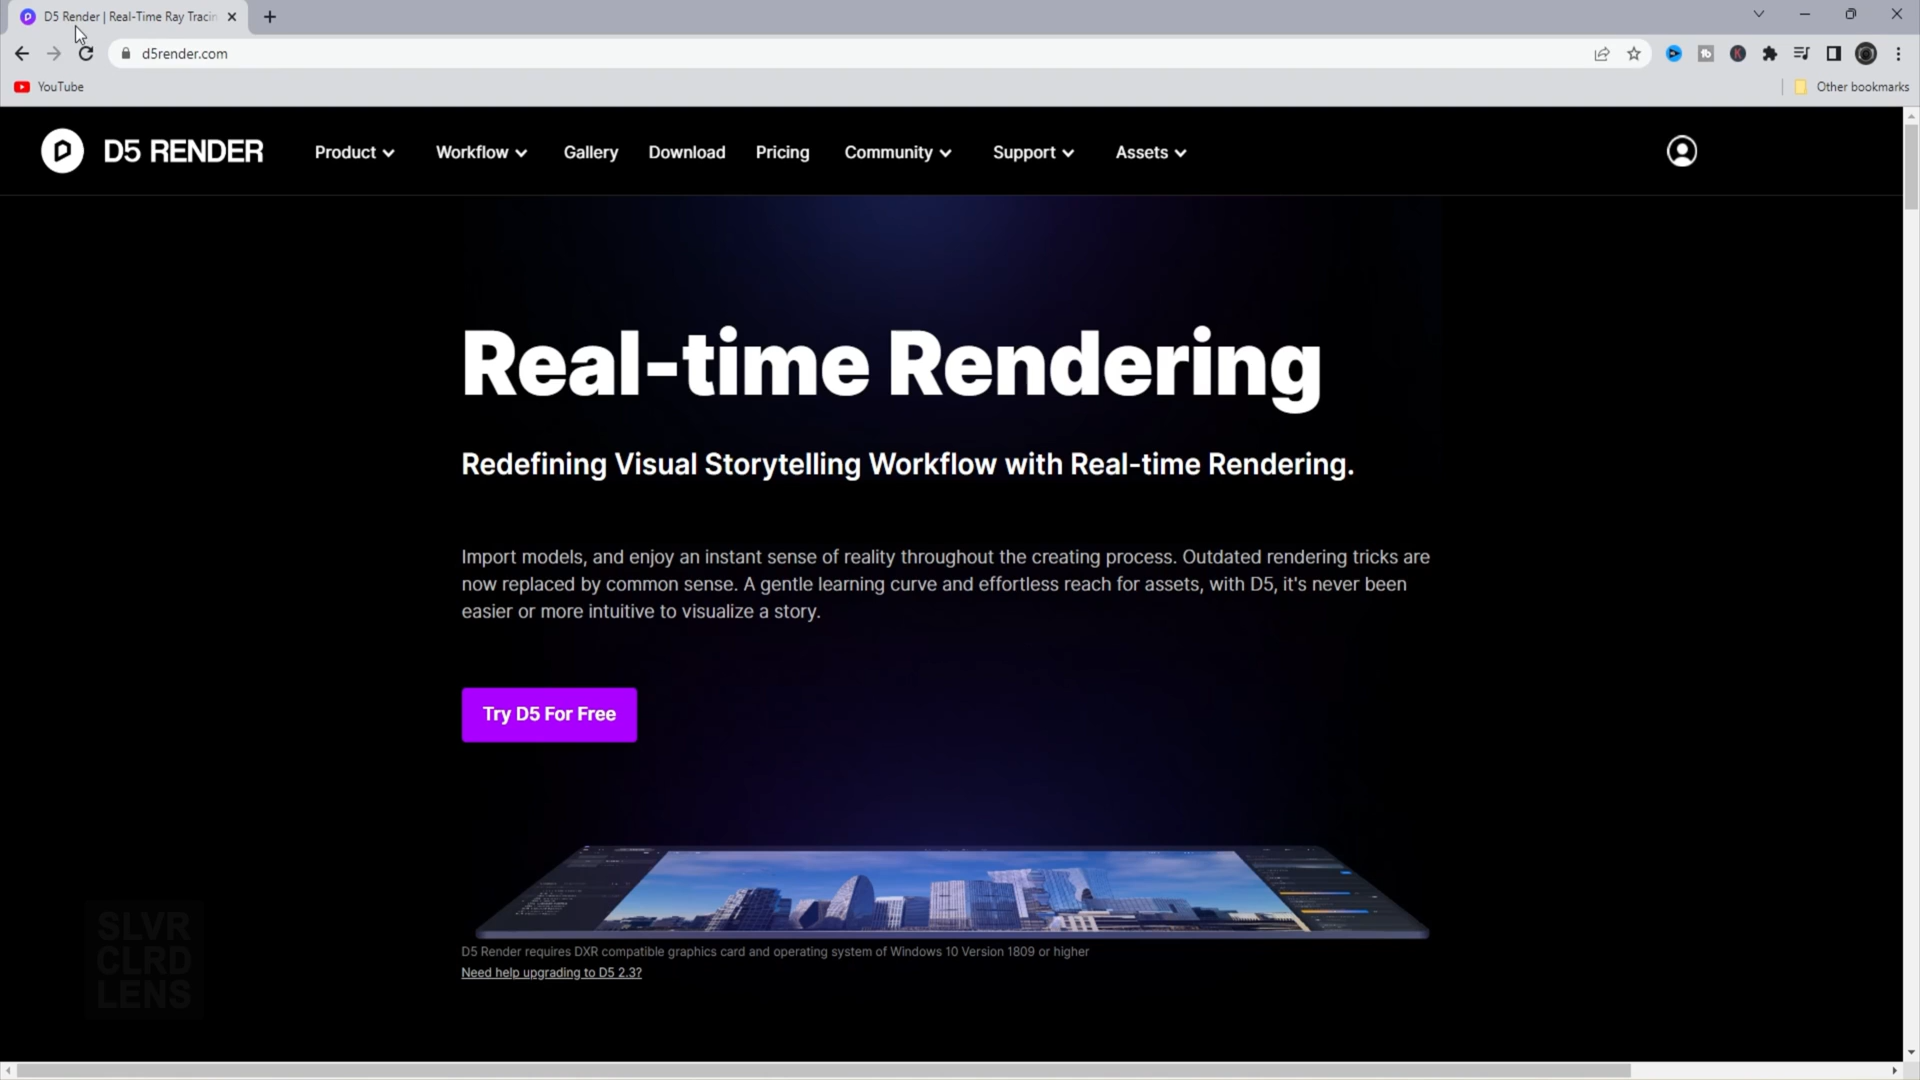 D5 Render | Real-Time Ray Tracin
d5render.com
YouTube
Other bookmarks
D5 RENDER
Product
Workflow
Gallery
Download
Pricing
Community
Support
Assets
Real-time Rendering
Redefining Visual Storytelling Workflow with Real-time Rendering.
Import models, and enjoy an instant sense of reality throughout the creating process. Outdated rendering tricks are
now replaced by common sense. A gentle learning curve and effortless reach for assets, with D5, it's never been
easier or more intuitive to visualize a story.
Try D5 For Free
D5 Render requires DXR compatible graphics card and operating system of Windows 10 Version 1809 or higher
Need help upgrading to D5 2.3?
SLVR
CLRD
LENS